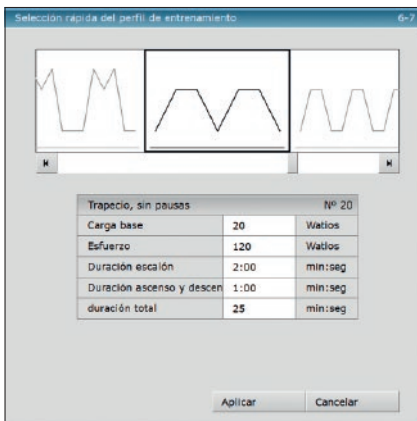 Selección rápida del perfil de entrenamiento 6-7
Trapecio, sin pausas Nº 20
Carga base 20 Watios
Esfuerzo 120 Watios
Duración escalón 2:00 min:seg
Duración ascenso y descen 1:00 min:seg
duración total 25 min:seg
Aplicar Cancelar